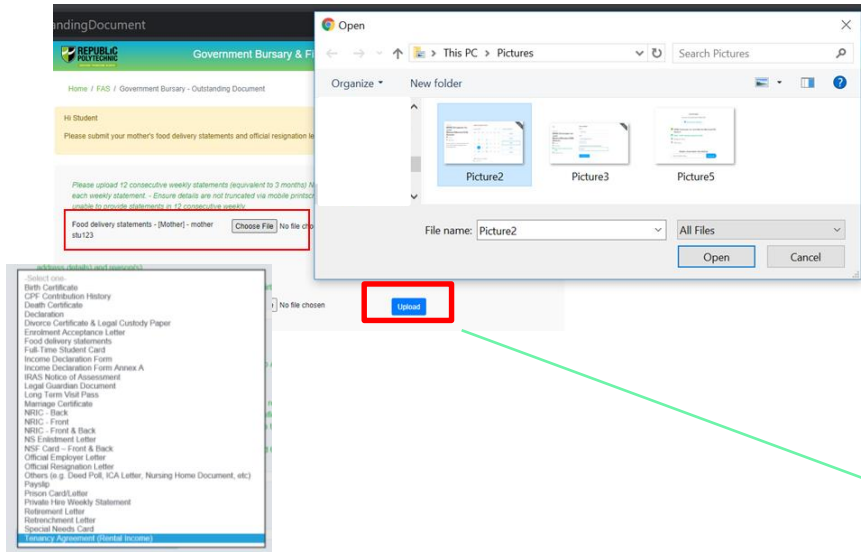 andingDocument
REPUBLIC
POLYTECHNIC
Government Bursary & Fi
Home / FAS / Government Bursary - Outstanding Document
Hi Student
Please submit your mother's food delivery statements and official resignation le
Please upload 12 consecutive weekly statements (equivalent to 3 months) N
each weekly statement. - Ensure details are not truncated via mobile printscr
unable to provide statements in 12 consecutive weekly.
Food delivery statements - [Mother] - mother
stu123
Choose File No file cho
Open
This PC > Pictures
Search Pictures
Organize
New folder
Picture2
Picture3
Picture5
File name: Picture2
All Files
Open
Cancel
address details) and reason(s)
No file chosen
Upload
-Select one-
Birth Certificate
CPF Contribution History
Death Certificate
Declaration
Divorce Certificate & Legal Custody Paper
Enrolment Acceptance Letter
Food delivery statements
Full-Time Student Card
Income Declaration Form
Income Declaration Form Annex A
IRAS Notice of Assessment
Legal Guardian Document
Long Term Visit Pass
Marriage Certificate
NRIC - Back
NRIC - Front
NRIC - Front & Back
NS Enlistment Letter
NSF Card – Front & Back
Official Employer Letter
Official Resignation Letter
Others (e.g. Deed Poll, ICA Letter, Nursing Home Document, etc)
Payslip
Prison Card/Letter
Private Hire Weekly Statement
Retirement Letter
Retrenchment Letter
Special Needs Card
Tenancy Agreement (Rental Income)